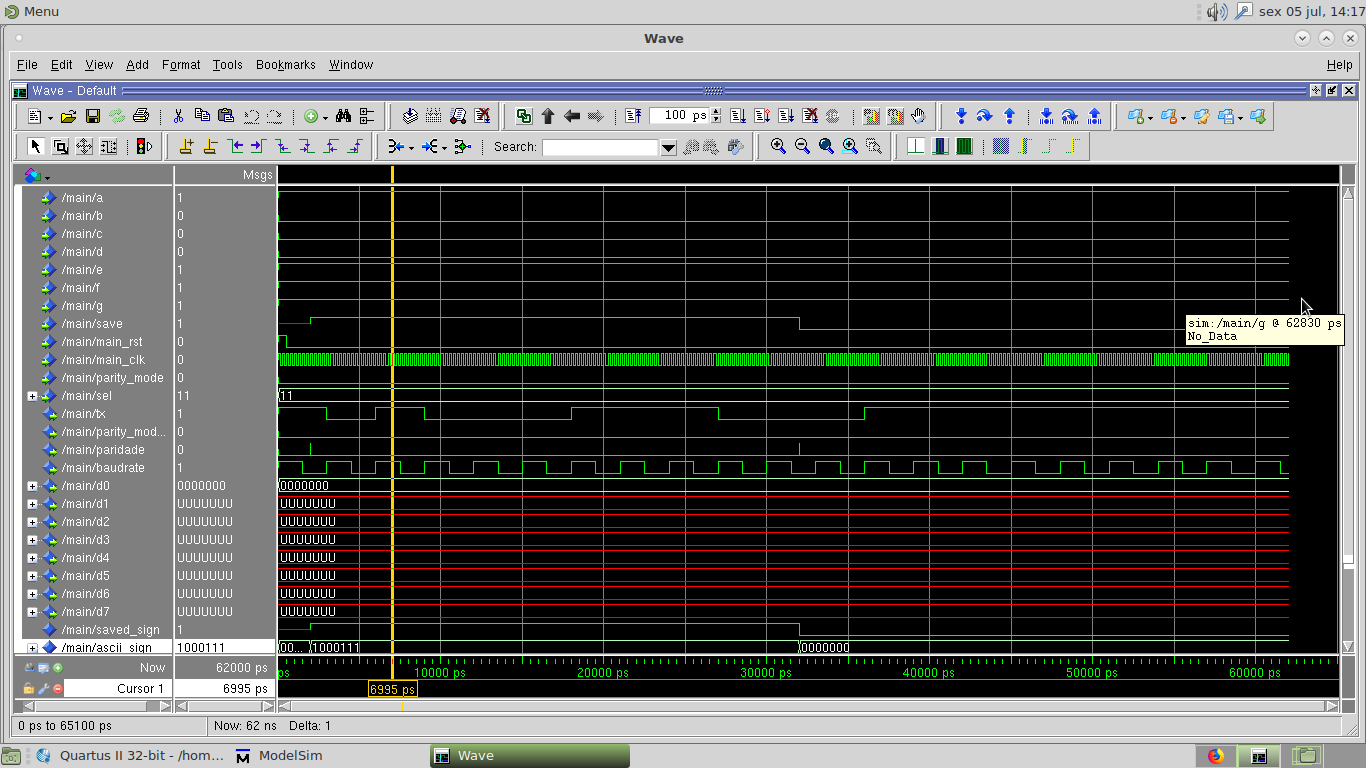 Menu
sex 05 jul, 14:17
Wave
File Edit View Add Format Tools Bookmarks Window Help
Wave - Default
100 ps
Search:
Msgs
/main/a 1
/main/b 0
/main/c 0
/main/d 0
/main/e 1
/main/f 1
/main/g 1
/main/save 1
sim:/main/g @ 62830 ps
No_Data
/main/main_rst 0
/main/main_clk 0
/main/parity_mode 0
/main/sel 11 11
/main/tx 1
/main/parity_mod... 0
/main/paridade 0
/main/baudrate 1
/main/d0 0000000 0000000
/main/d1 UUUUUUU UUUUUUU
/main/d2 UUUUUUU UUUUUUU
/main/d3 UUUUUUU UUUUUUU
/main/d4 UUUUUUU UUUUUUU
/main/d5 UUUUUUU UUUUUUU
/main/d6 UUUUUUU UUUUUUU
/main/d7 UUUUUUU UUUUUUU
/main/saved_sign 1
/main/ascii_sign 1000111 00... 1000111 0000000
Now 62000 ps ps 10000 ps 20000 ps 30000 ps 40000 ps 50000 ps 60000 ps
Cursor 1 6995 ps 6995 ps
0 ps to 65100 ps Now: 62 ns Delta: 1
Quartus II 32-bit - /hom... ModelSim Wave